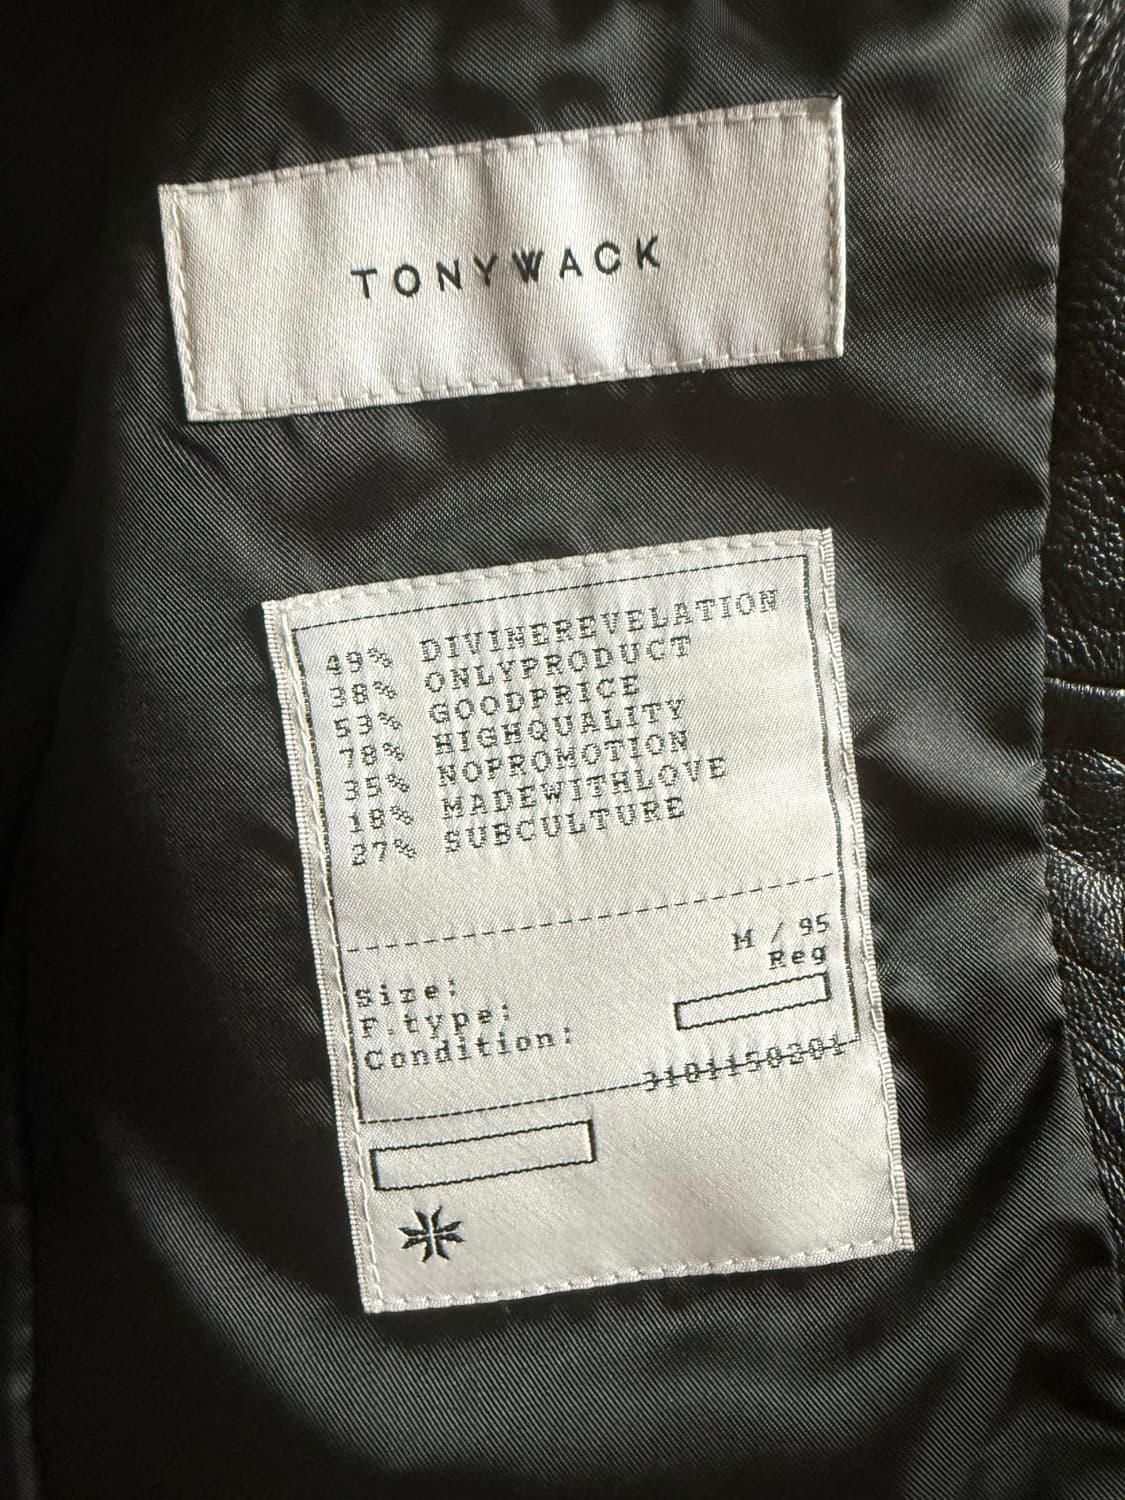 TONYWACK
49% DIVINEREVELATION
38% ONLYPRODUCT
53% GOODPRICE
78% HIGHQUALITY
35% NOPROMOTION
18% MADEWITHLOVE
27% SUBCULTURE
Size: M / 95
F.type: Reg
Condition:
3101150201